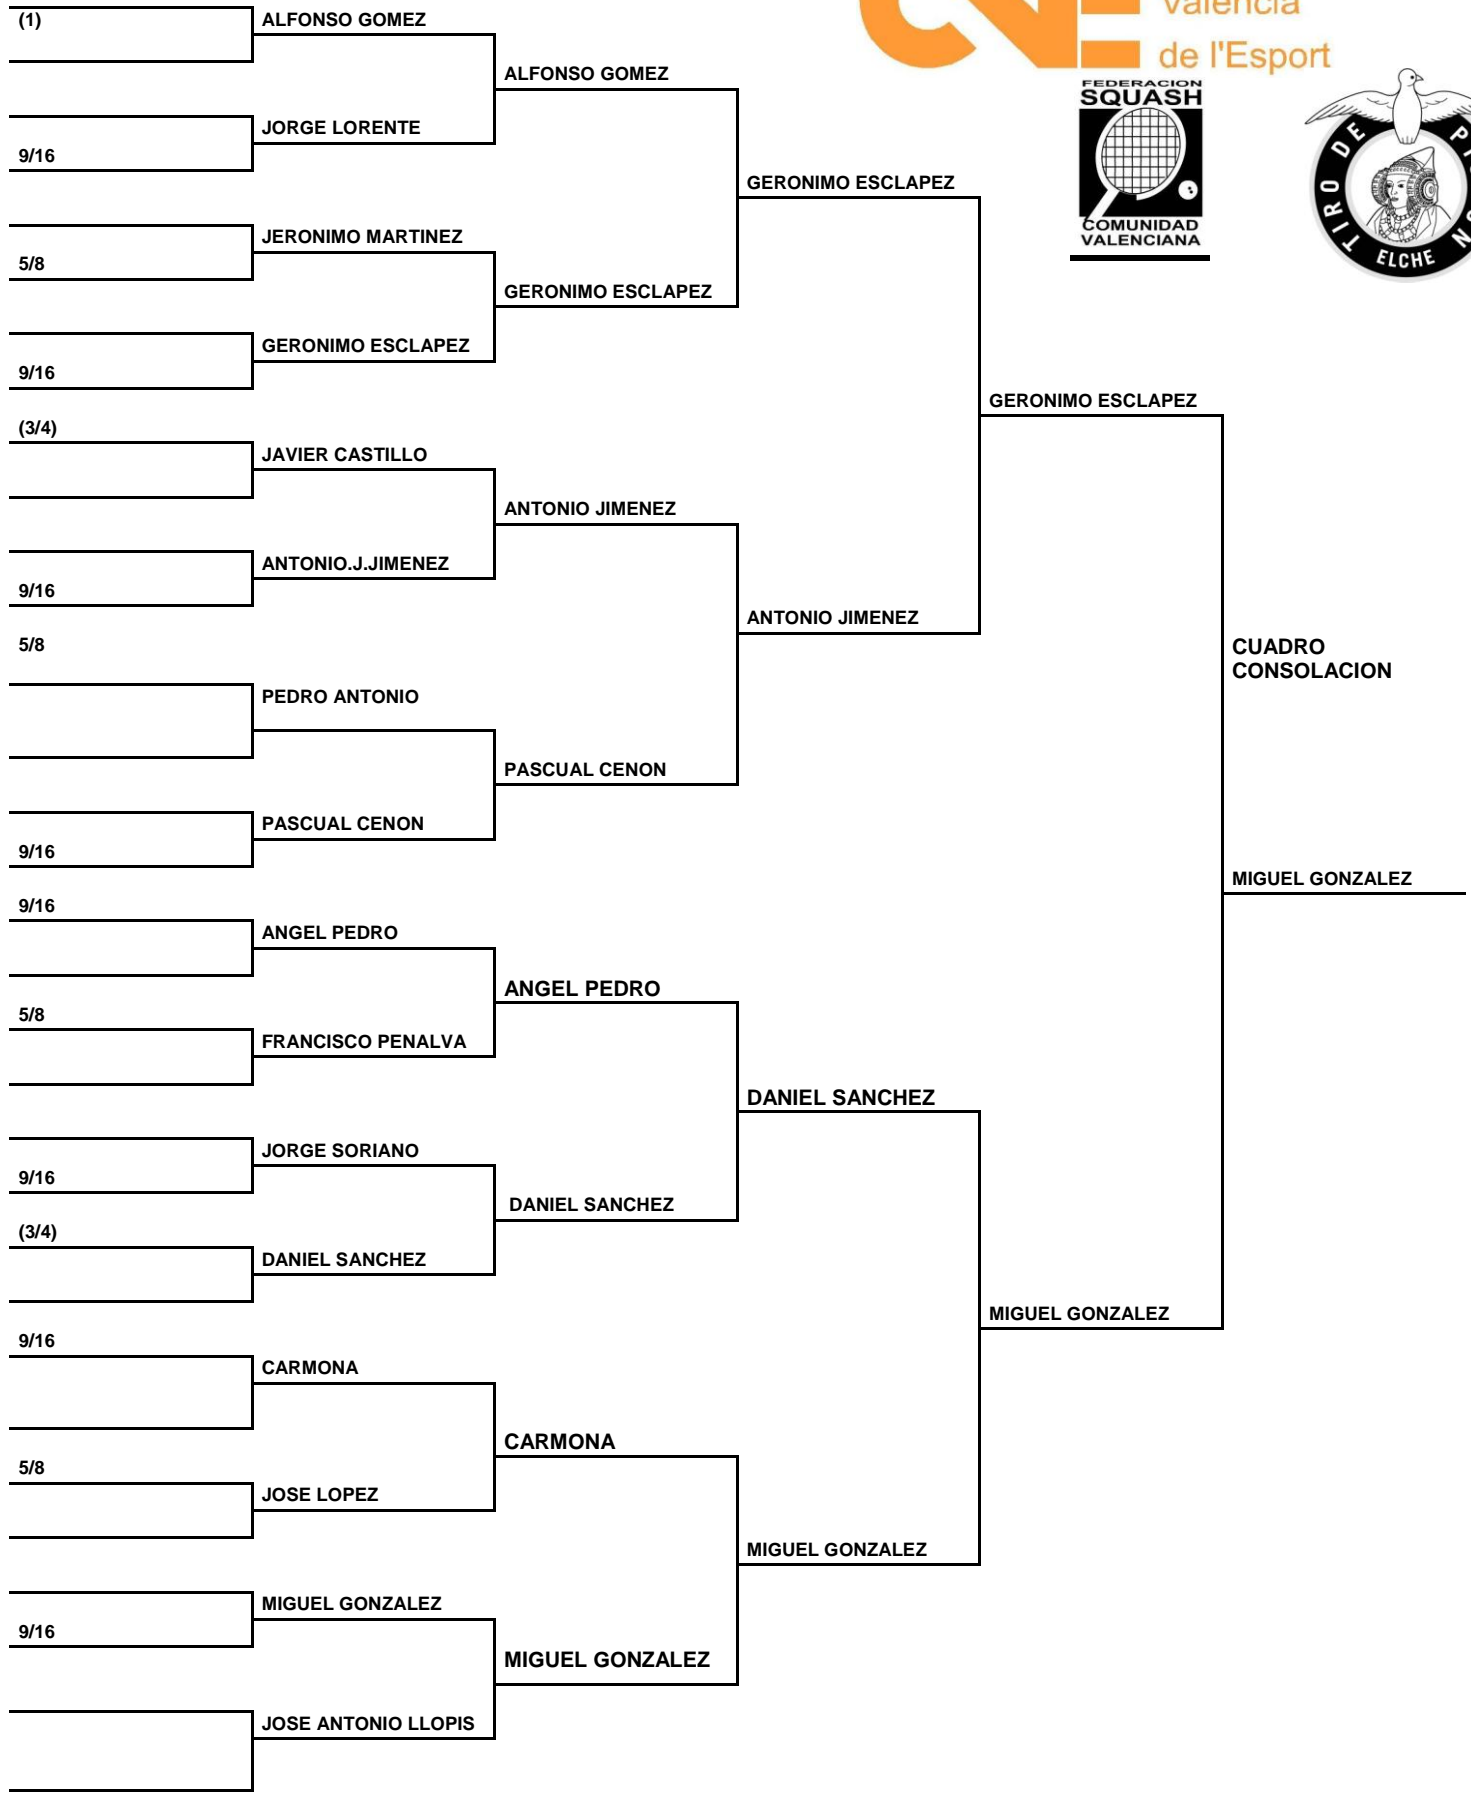 (1)
ALFONSO GOMEZ
València
de l'Esport
ALFONSO GOMEZ
FEDERACION
SQUASH
JORGE LORENTE
9/16
TIRO DE
GERONIMO ESCLAPEZ
COMUNIDAD
VALENCIANA
ELCHE
JERONIMO MARTINEZ
5/8
GERONIMO ESCLAPEZ
GERONIMO ESCLAPEZ
9/16
GERONIMO ESCLAPEZ
(3/4)
JAVIER CASTILLO
ANTONIO JIMENEZ
ANTONIO.J.JIMENEZ
9/16
ANTONIO JIMENEZ
5/8
CUADRO
CONSOLACION
PEDRO ANTONIO
PASCUAL CENON
PASCUAL CENON
9/16
MIGUEL GONZALEZ
9/16
ANGEL PEDRO
ANGEL PEDRO
5/8
FRANCISCO PENALVA
DANIEL SANCHEZ
JORGE SORIANO
9/16
DANIEL SANCHEZ
(3/4)
DANIEL SANCHEZ
MIGUEL GONZALEZ
9/16
CARMONA
CARMONA
5/8
JOSE LOPEZ
MIGUEL GONZALEZ
MIGUEL GONZALEZ
9/16
MIGUEL GONZALEZ
JOSE ANTONIO LLOPIS